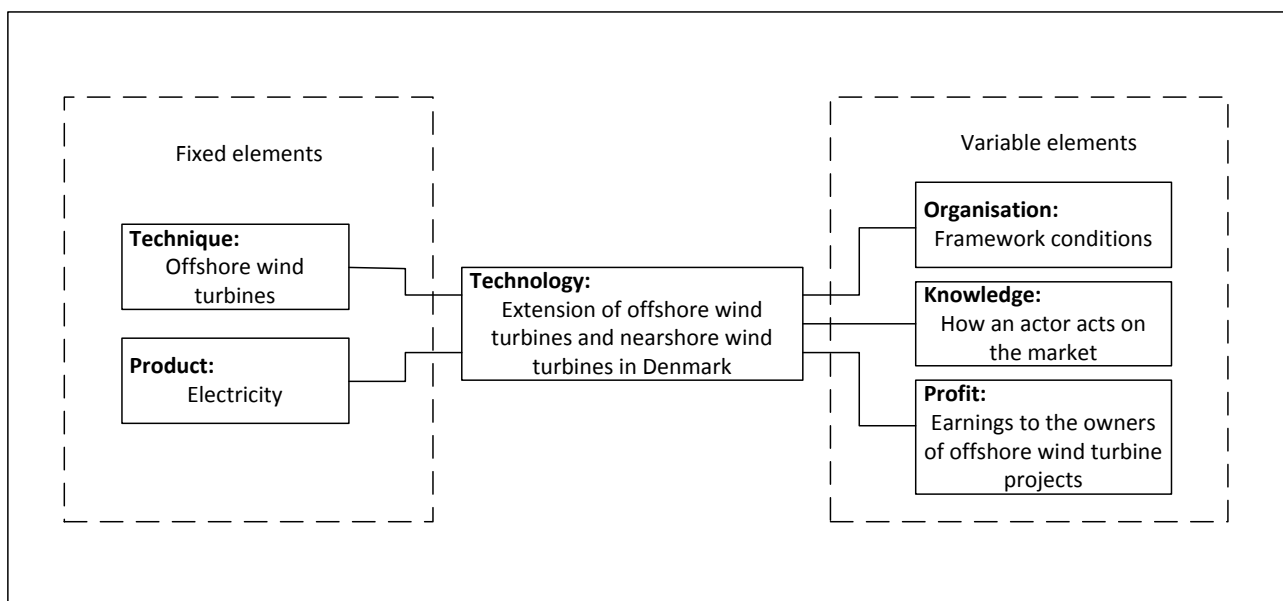 Fixed elements
Technique:
Offshore wind
turbines
Product:
Electricity
Technology:
Extension of offshore wind
turbines and nearshore wind
turbines in Denmark
Variable elements
Organisation:
Framework conditions
Knowledge:
How an actor acts on
the market
Profit:
Earnings to the owners
of offshore wind turbine
projects